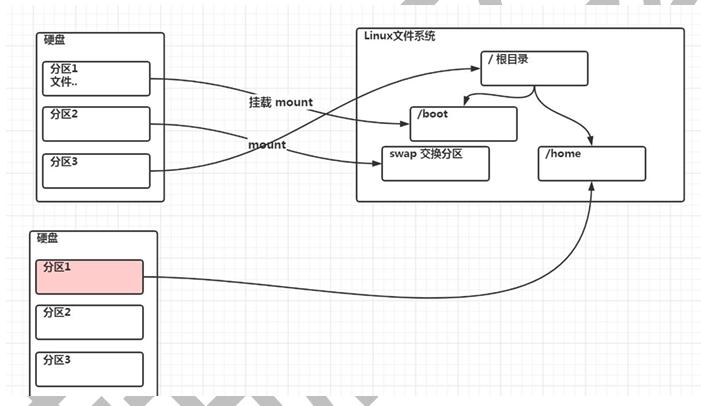 硬盘
分区1
文件..
分区2
分区3
挂载 mount
mount
Linux文件系统
/ 根目录
/boot
swap 交换分区
/home
硬盘
分区1
分区2
分区3